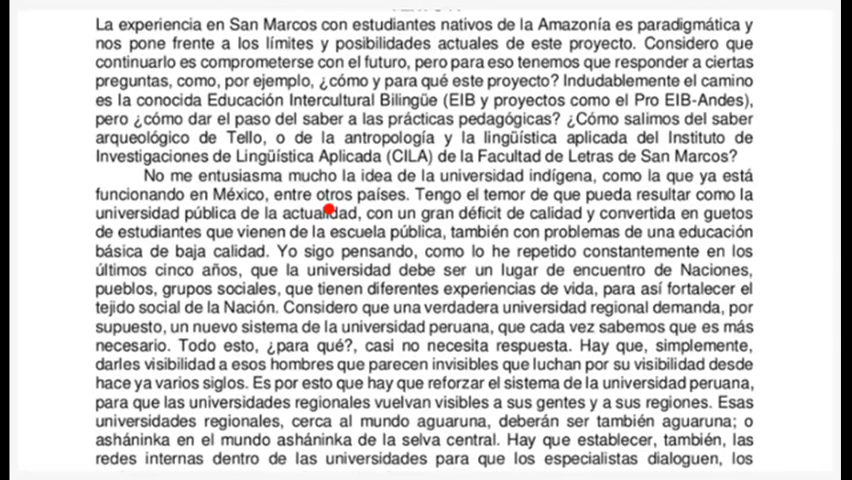 La experiencia en San Marcos con estudiantes nativos de la Amazonía es paradigmática y
nos pone frente a los límites y posibilidades actuales de este proyecto. Considero que
continuarlo es comprometerse con el futuro, pero para eso tenemos que responder a ciertas
preguntas, como, por ejemplo, ¿cómo y para qué este proyecto? Indudablemente el camino
es la conocida Educación Intercultural Bilingüe (EIB y proyectos como el Pro EIB-Andes),
pero ¿cómo dar el paso del saber a las prácticas pedagógicas? ¿Cómo salimos del saber
arqueológico de Tello, o de la antropología y la lingüística aplicada del Instituto de
Investigaciones de Lingüística Aplicada (CILA) de la Facultad de Letras de San Marcos?
No me entusiasma mucho la idea de la universidad indígena, como la que ya está
funcionando en México, entre otros países. Tengo el temor de que pueda resultar como la
universidad pública de la actualidad, con un gran déficit de calidad y convertida en guetos
de estudiantes que vienen de la escuela pública, también con problemas de una educación
básica de baja calidad. Yo sigo pensando, como lo he repetido constantemente en los
últimos cinco años, que la universidad debe ser un lugar de encuentro de Naciones,
pueblos, grupos sociales, que tienen diferentes experiencias de vida, para así fortalecer el
tejido social de la Nación. Considero que una verdadera universidad regional demanda, por
supuesto, un nuevo sistema de la universidad peruana, que cada vez sabemos que es más
necesario. Todo esto, ¿para qué?, casi no necesita respuesta. Hay que, simplemente,
darles visibilidad a esos hombres que parecen invisibles que luchan por su visibilidad desde
hace ya varios siglos. Es por esto que hay que reforzar el sistema de la universidad peruana,
para que las universidades regionales vuelvan visibles a sus gentes y a sus regiones. Esas
universidades regionales, cerca al mundo aguaruna, deberán ser también aguaruna; o
asháninka en el mundo asháninka de la selva central. Hay que establecer, también, las
redes internas dentro de las universidades para que los especialistas dialoguen, los